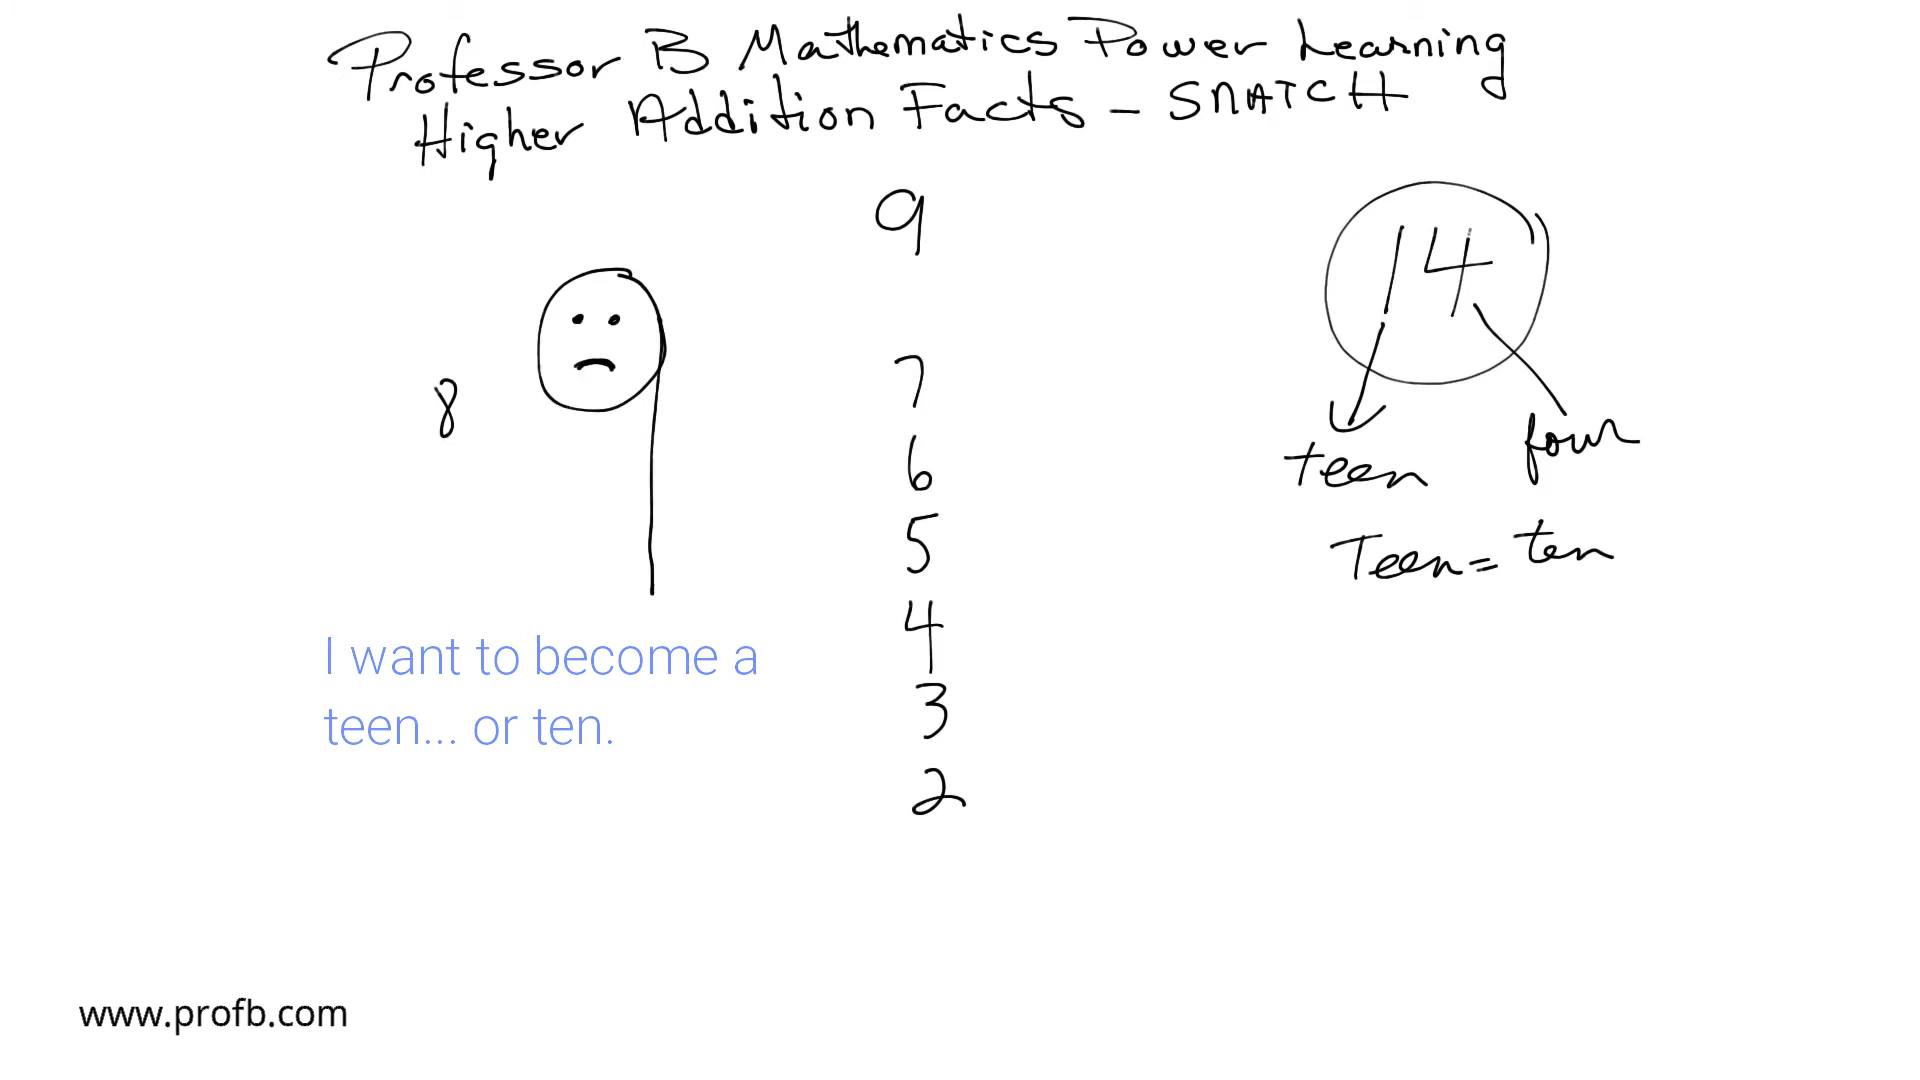 Professor B Mathematics Power Learning
Higher Addition Facts - SNATCH
9
14
8
7
teen
four
6
5
Teen = ten
4
I want to become a
teen... or ten.
3
2
www.profb.com